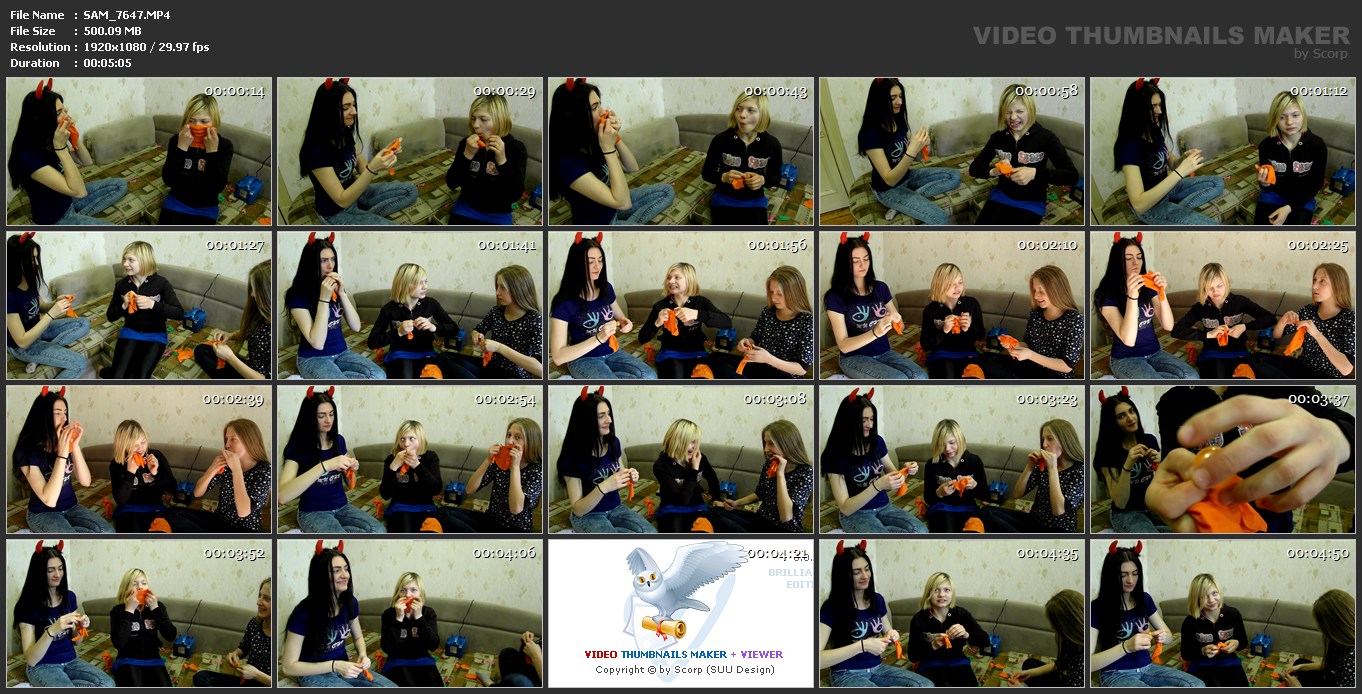 File Name : SAM_7647.MP4
File Size : 500.09 MB
Resolution : 1920x1080 / 29.97 fps
Duration : 00:05:05
VIDEO THUMBNAILS MAKER
by Scorp
00:00:14
00:00:29
00:00:43
00:00:58
00:01:12
00:01:27
00:01:41
00:01:56
00:02:10
00:02:25
00:02:39
00:02:54
00:03:08
00:03:23
00:03:37
00:03:52
00:04:06
00:04:21
BRILLIA
EDIT
VIDEO THUMBNAILS MAKER + VIEWER
Copyright © by Scorp (SUU Design)
00:04:35
00:04:50